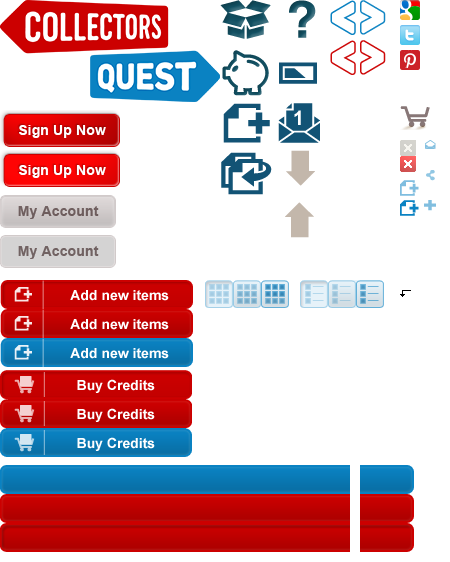 COLLECTORS
QUEST
?
1
Sign Up Now
Sign Up Now
My Account
My Account
Add new items
Add new items
Add new items
Buy Credits
Buy Credits
Buy Credits